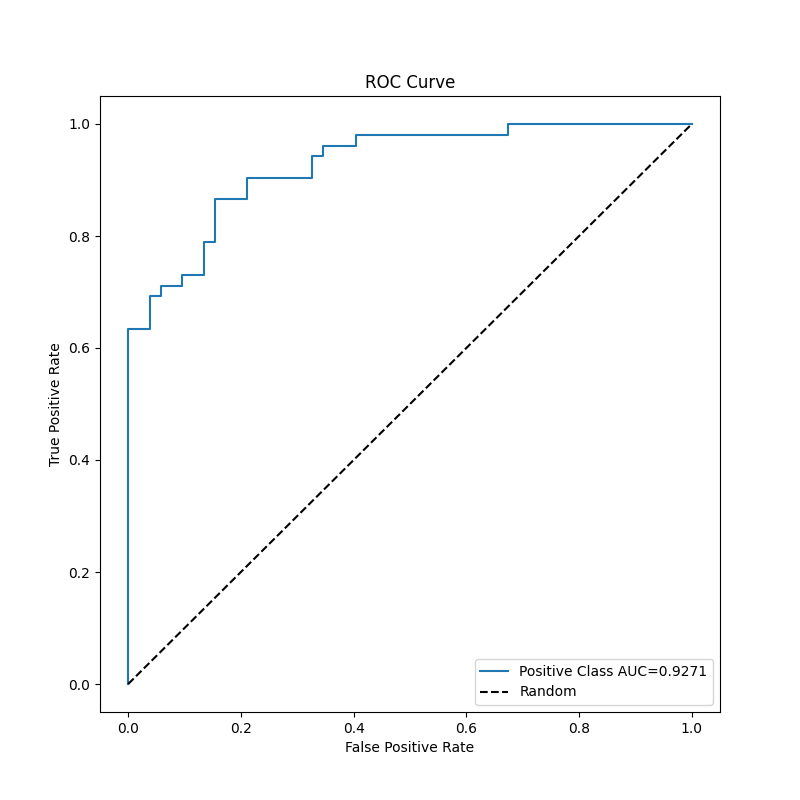 ROC Curve
1.0
0.8
0.6
0.4
0.2
0.0
True Positive Rate
0.0 0.2 0.4 0.6 0.8 1.0
False Positive Rate
Positive Class AUC=0.9271
Random